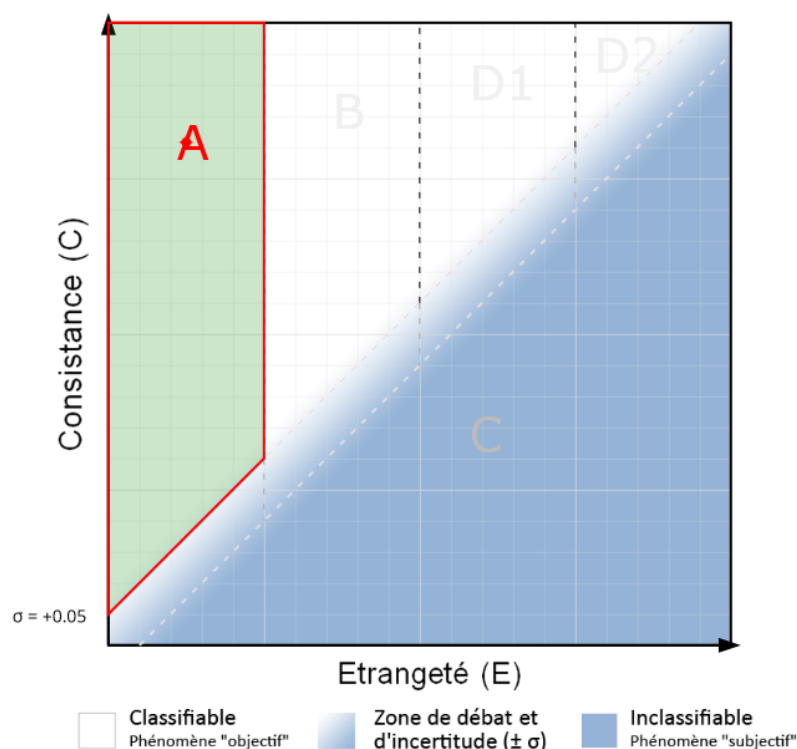 D2
D1
B
A
Consistance (C)
C
σ = +0.05
Etrangeté (E)
Classifiable
Phénomène "objectif"
Zone de débat et
d'incertitude (± σ)
Inclassifiable
Phénomène "subjectif"